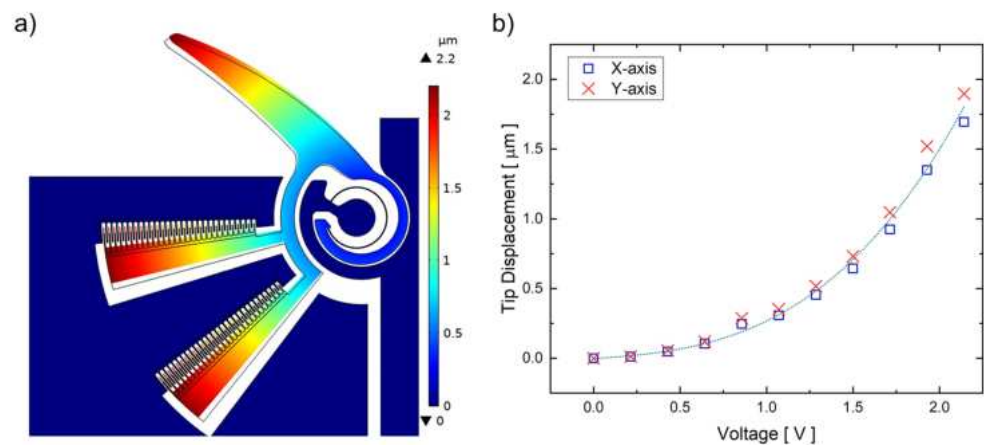 a)
μm
▲ 2.2
2
1.5
1
0.5
0
▼ 0
b)
X-axis
Y-axis
Tip Displacement [ μm ]
2.0
1.5
1.0
0.5
0.0
0.0 0.5 1.0 1.5 2.0
Voltage [ V ]